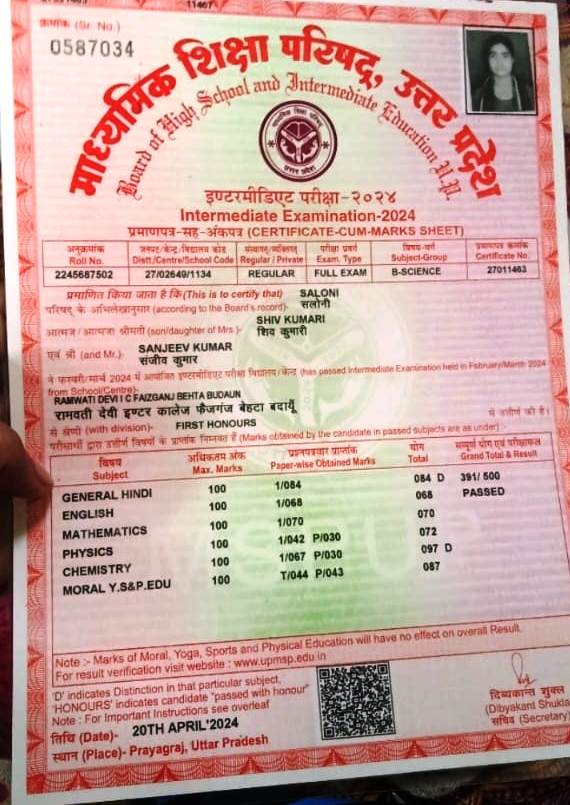 11467
क्रमांक (Sr. No.)
0587034
माध्यमिक शिक्षा परिषद्, उत्तर प्रदेश
Board of High School and Intermediate Education U.P.
इण्टरमीडिएट परीक्षा-२०२४
Intermediate Examination-2024
प्रमाणपत्र-सह-अंकपत्र (CERTIFICATE-CUM-MARKS SHEET)
अनुक्रमांक जनपद/केन्द्र/विद्यालय कोड संस्थागत/व्यक्तिगत परीक्षा प्रवर्ग विषय-वर्ग प्रमाणपत्र क्रमांक
Roll No. Distt./Centre/School Code Regular / Private Exam. Type Subject-Group Certificate No.
2245687502 27/02649/1134 REGULAR FULL EXAM B-SCIENCE 27011463
प्रमाणित किया जाता है कि (This is to certify that) SALONI
परिषद् के अभिलेखानुसार (according to the Board's record)- सलोनी
SHIV KUMARI
आत्मज / आत्मजा श्रीमती (son/daughter of Mrs.)- शिव कुमारी
SANJEEV KUMAR
एवं श्री (and Mr.)- संजीव कुमार
ने फरवरी/मार्च 2024 में आयोजित इण्टरमीडिएट परीक्षा विद्यालय/केन्द्र (has passed Intermediate Examination held in February/March 2024
from School/Centre)-
RAMWATI DEVI I C FAIZGANJ BEHTA BUDAUN
रामवती देवी इण्टर कालेज फैजगंज बेहटा बदायूँ
से श्रेणी (with division)- FIRST HONOURS में उत्तीर्ण की है।
परीक्षार्थी द्वारा उत्तीर्ण विषयों के प्राप्तांक निम्नवत हैं (Marks obtained by the candidate in passed subjects are as under):-
विषय अधिकतम अंक प्रश्नपत्रवार प्राप्तांक योग सम्पूर्ण योग एवं परीक्षाफल
Subject Max. Marks Paper-wise Obtained Marks Total Grand Total & Result
GENERAL HINDI 100 1/084 084 D 391/ 500
ENGLISH 100 1/068 068 PASSED
MATHEMATICS 100 1/070 070
PHYSICS 100 1/042 P/030 072
CHEMISTRY 100 1/067 P/030 097 D
MORAL Y.S&P.EDU 100 T/044 P/043 087
Note :- Marks of Moral, Yoga, Sports and Physical Education will have no effect on overall Result.
For result verification visit website : www.upmsp.edu.in
'D' indicates Distinction in that particular subject.
'HONOURS' indicates candidate "passed with honour"
Note : For Important Instructions see overleaf
तिथि (Date)- 20TH APRIL'2024
स्थान (Place)- Prayagraj, Uttar Pradesh
दिब्यकान्त शुक्ल
(Dibyakant Shukla
सचिव (Secretary)